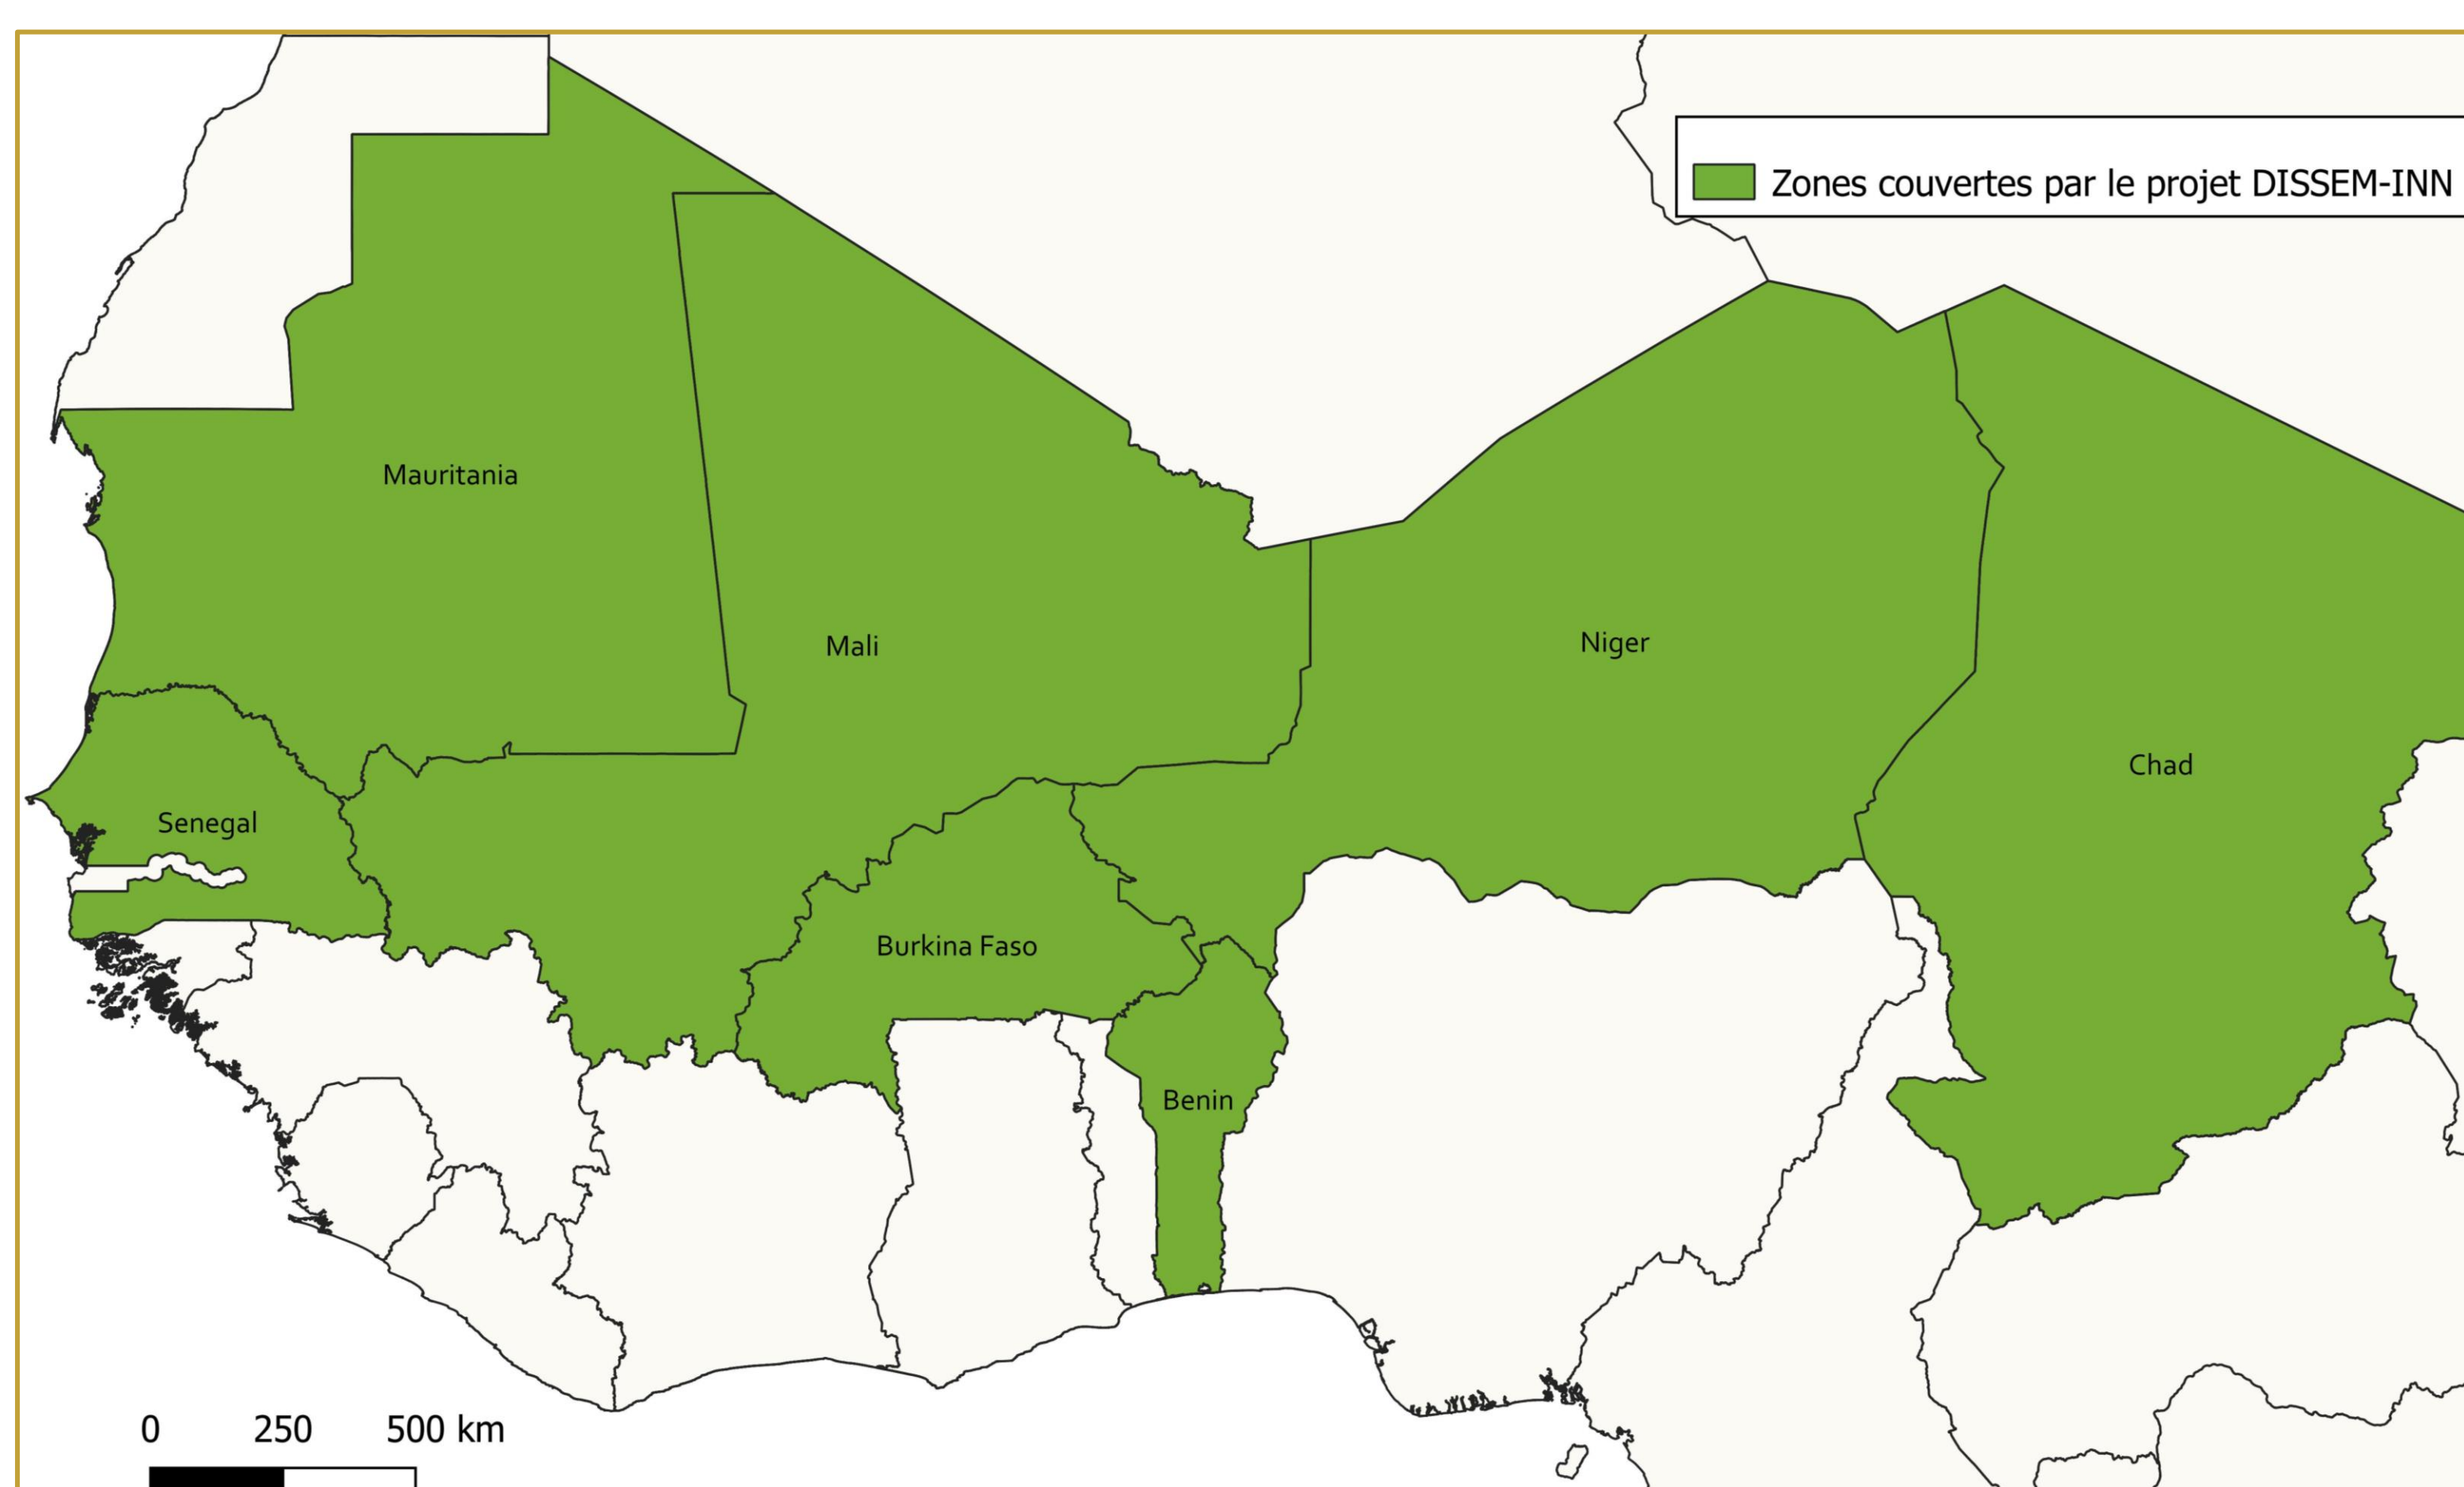 Zones couvertes par le projet DISSEM-INN
Mauritania
Mali
Niger
Chad
Senegal
Burkina Faso
Benin
0 250 500 km